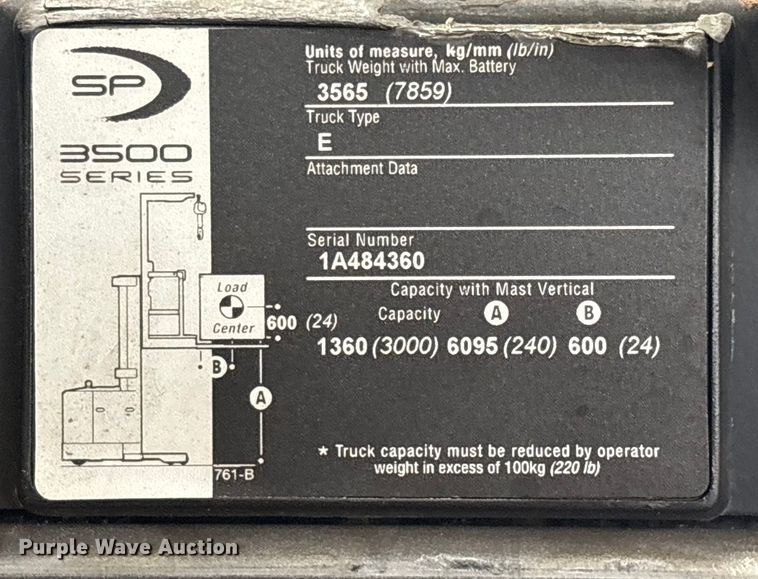 SP
3500
SERIES
Load
Center
600 (24)
B
A
761-B
Units of measure, kg/mm (lb/in)
Truck Weight with Max. Battery
3565 (7859)
Truck Type
E
Attachment Data
Serial Number
1A484360
Capacity with Mast Vertical
Capacity A B
1360 (3000) 6095 (240) 600 (24)
* Truck capacity must be reduced by operator
weight in excess of 100kg (220 lb)
Purple Wave Auction